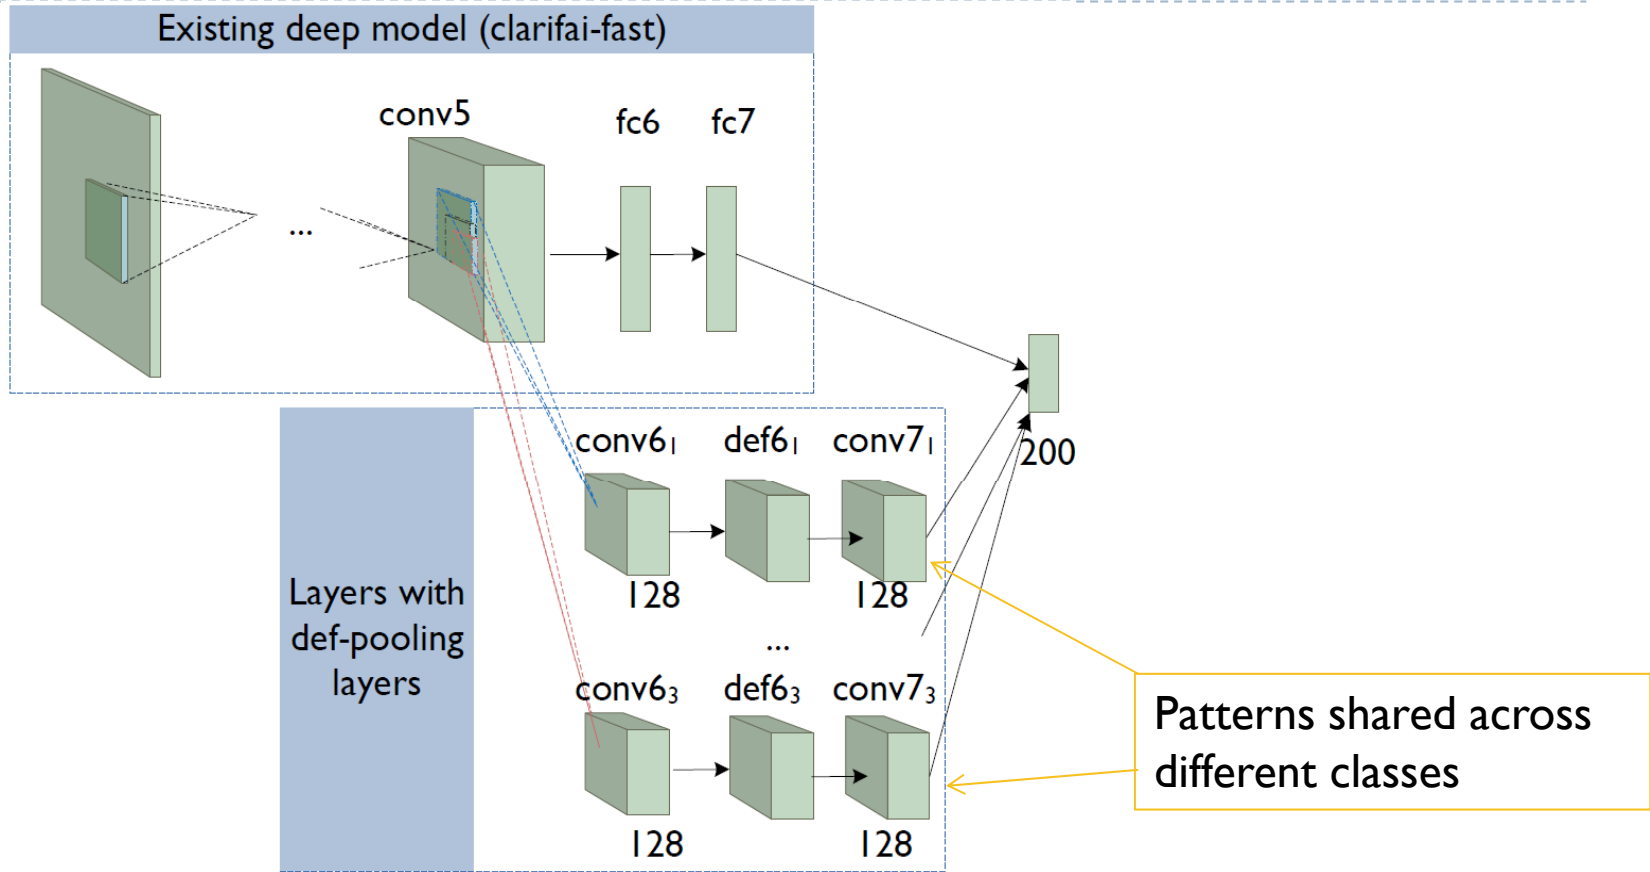 Existing deep model (clarifai-fast)
conv5
fc6
fc7
...
200
Layers with
def-pooling
layers
conv6₁
def6₁
conv7₁
128
128
...
conv6₃
def6₃
conv7₃
128
128
Patterns shared across
different classes